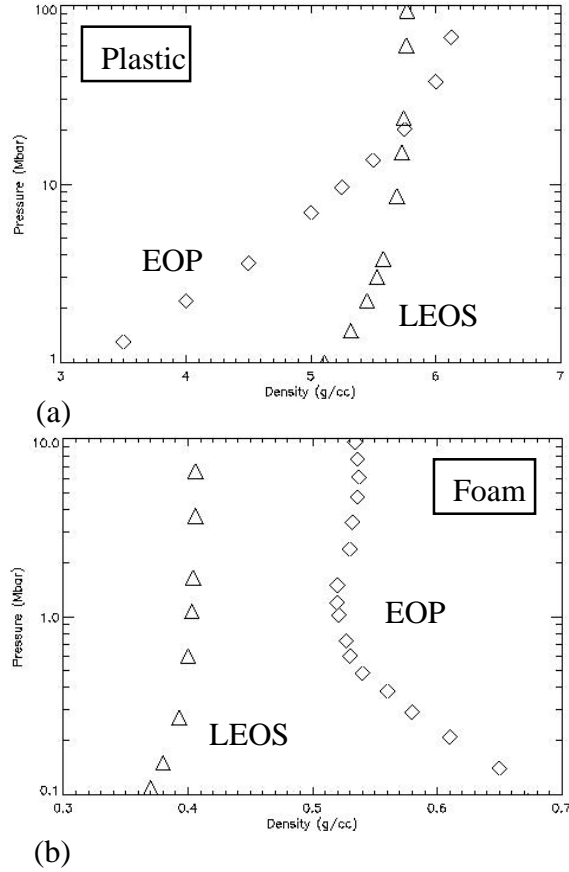 100
Plastic
10
EOP
LEOS
1
Pressure (Mbar)
3 4 5 6 7
Density (g/cc)
(a)
10.0
Foam
1.0
EOP
LEOS
0.1
Pressure (Mbar)
0.3 0.4 0.5 0.6 0.7
Density (g/cc)
(b)